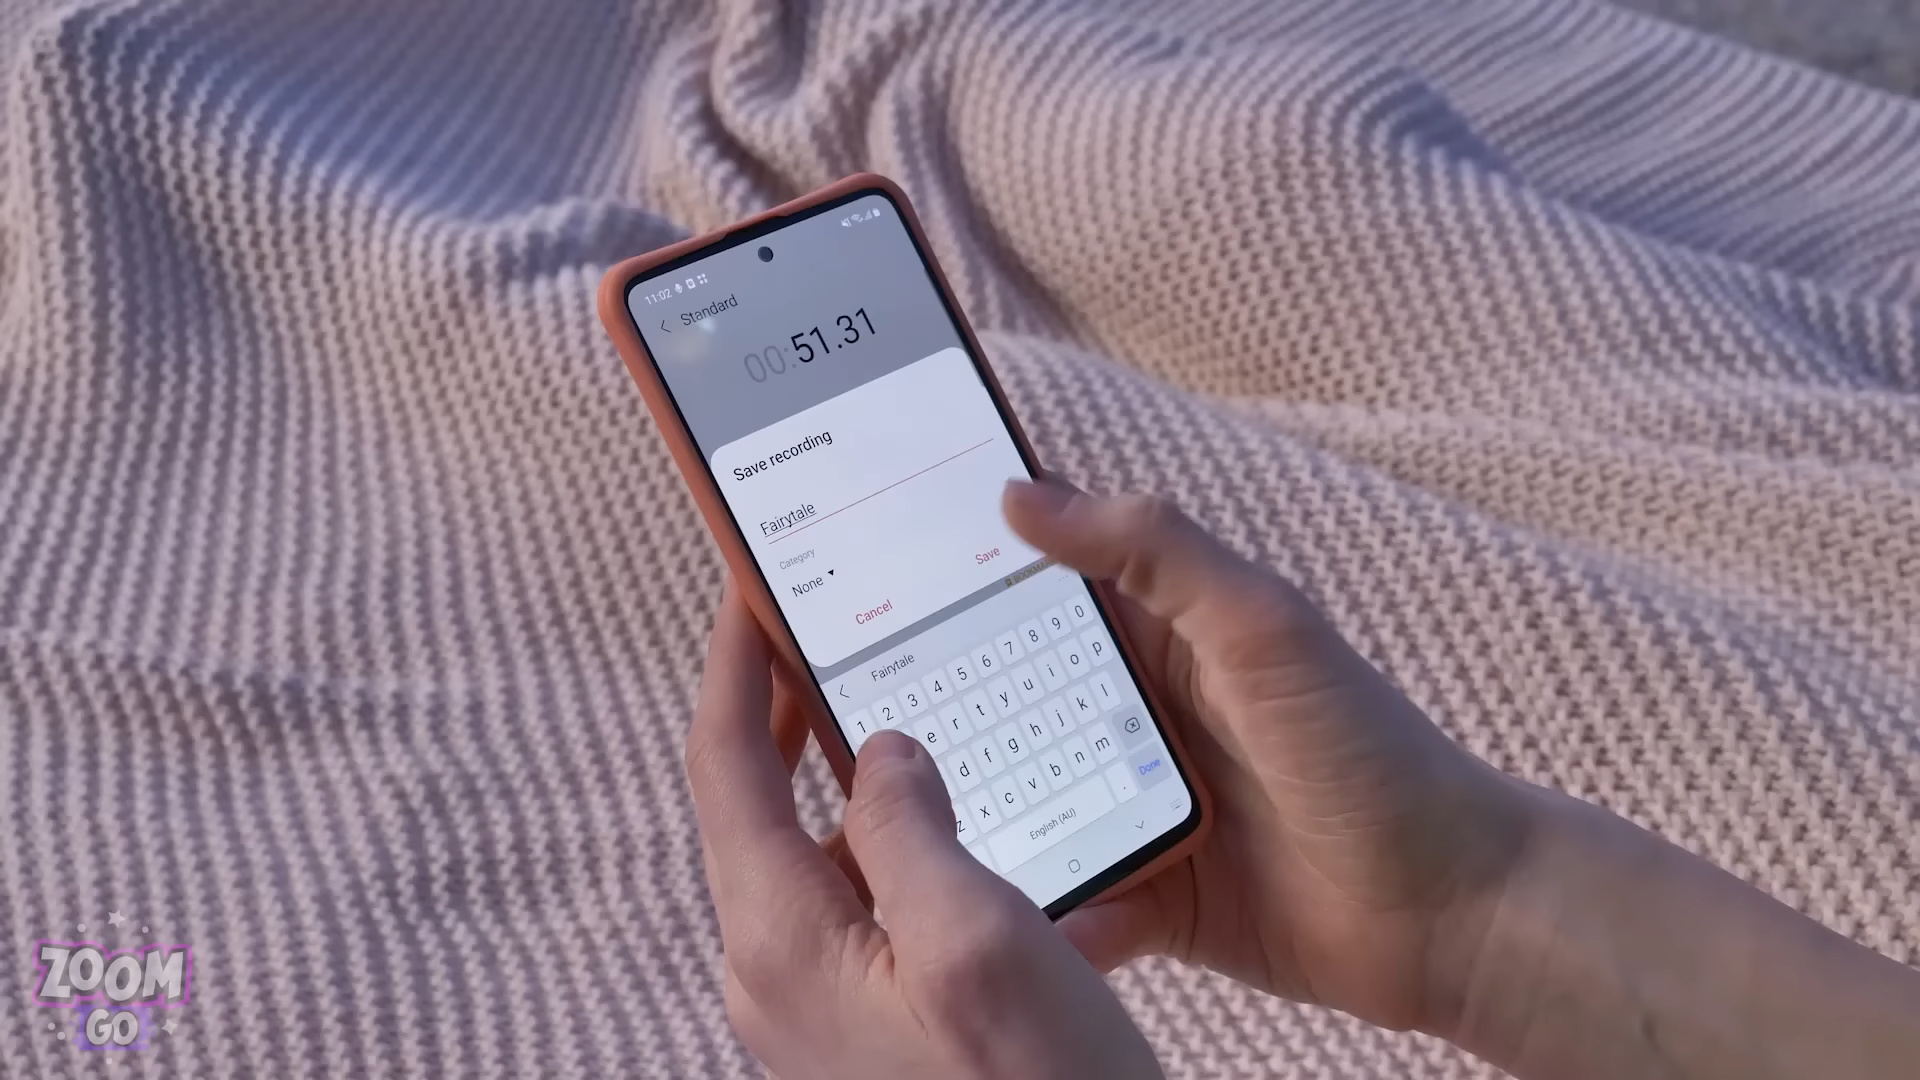 11:02
Standard
00:51.31
Save recording
Fairytale
Category
None
Save
Cancel
Fairytale
1 2 3 4 5 6 7 8 9 0
e r t y u i o p
d f g h j k l
z x c v b n m
English (AU) . Done
ZOOM
GO